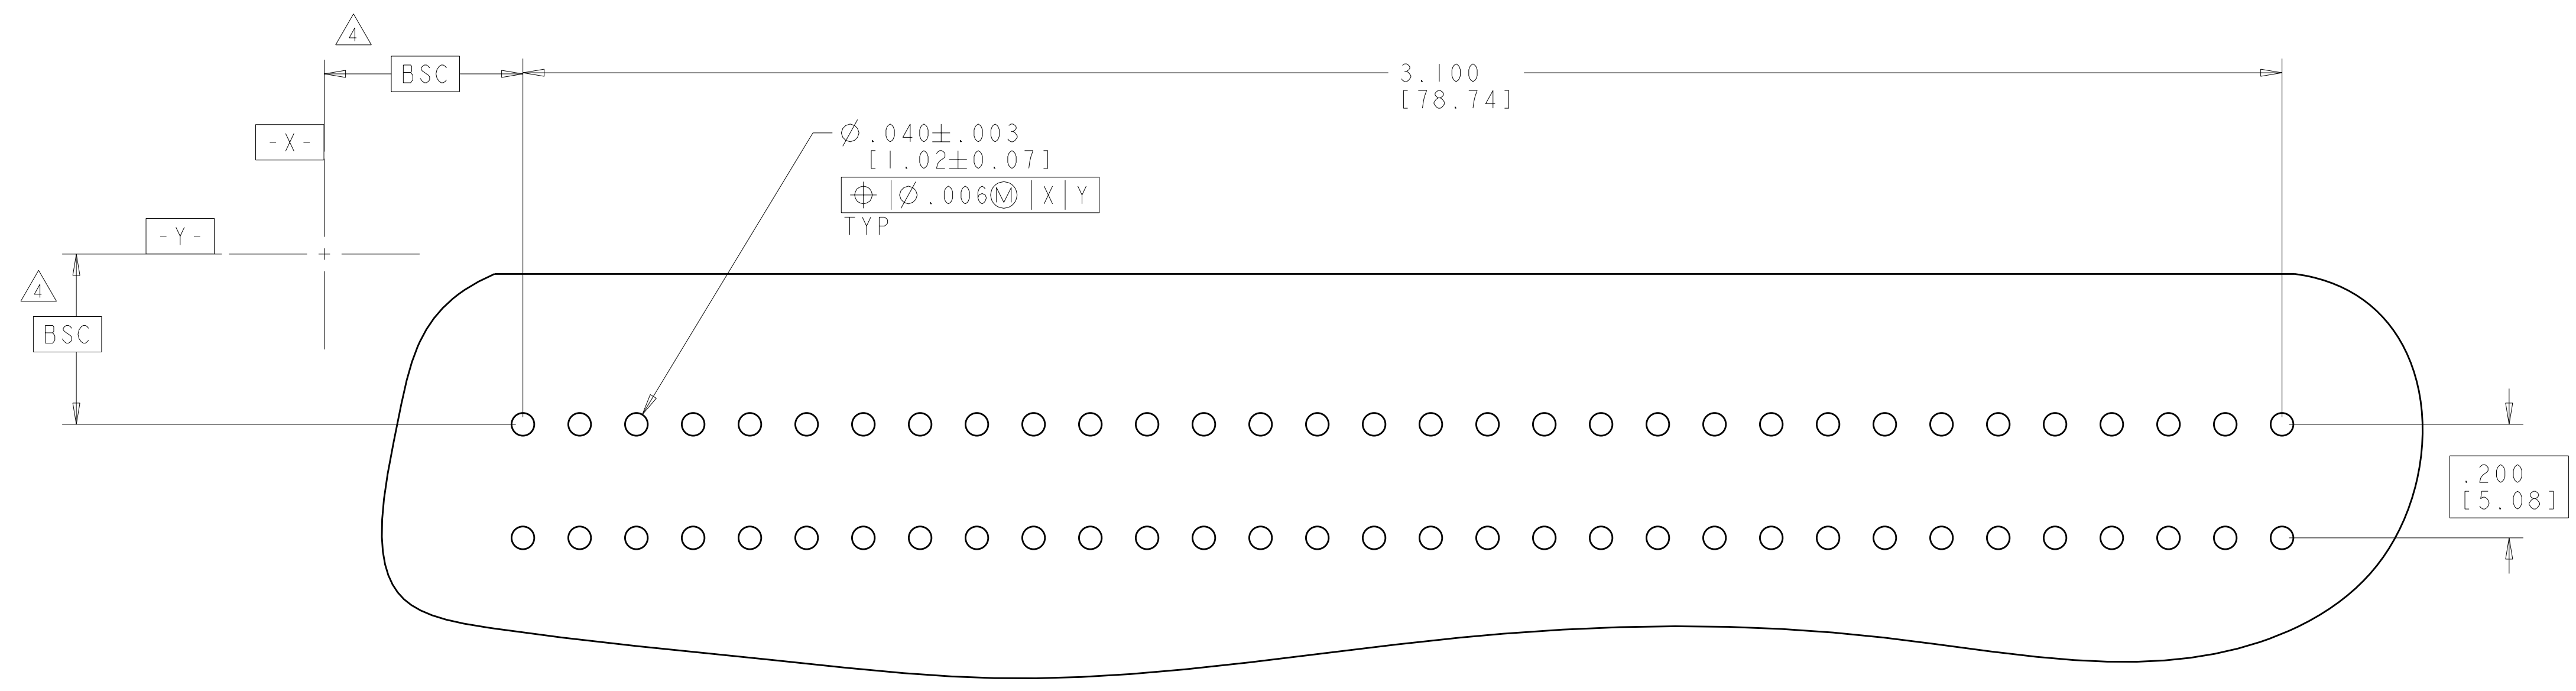 4
BSC
3.100
[78.74]
-X-
Ø.040±.003
[1.02±0.07]
⌖|Ø.006Ⓜ|X|Y
TYP
-Y-
4
BSC
.200
[5.08]